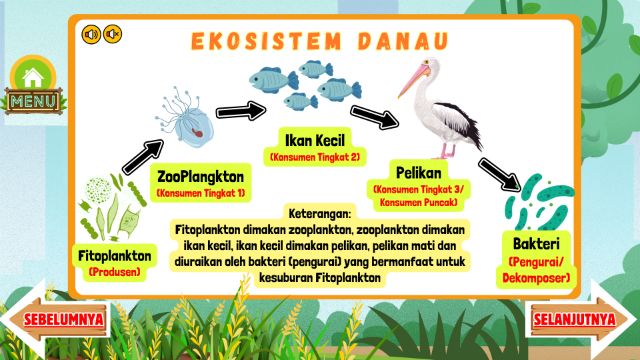 EKOSISTEM DANAU
MENU
Ikan Kecil
(Konsumen Tingkat 2)
ZooPlangkton
(Konsumen Tingkat 1)
Pelikan
(Konsumen Tingkat 3/
Konsumen Puncak)
Fitoplankton
(Produsen)
Bakteri
(Pengurai/
Dekomposer)
Keterangan:
Fitoplankton dimakan zooplankton, zooplankton dimakan
ikan kecil, ikan kecil dimakan pelikan, pelikan mati dan
diuraikan oleh bakteri (pengurai) yang bermanfaat untuk
kesuburan Fitoplankton
SEBELUMNYA
SELANJUTNYA